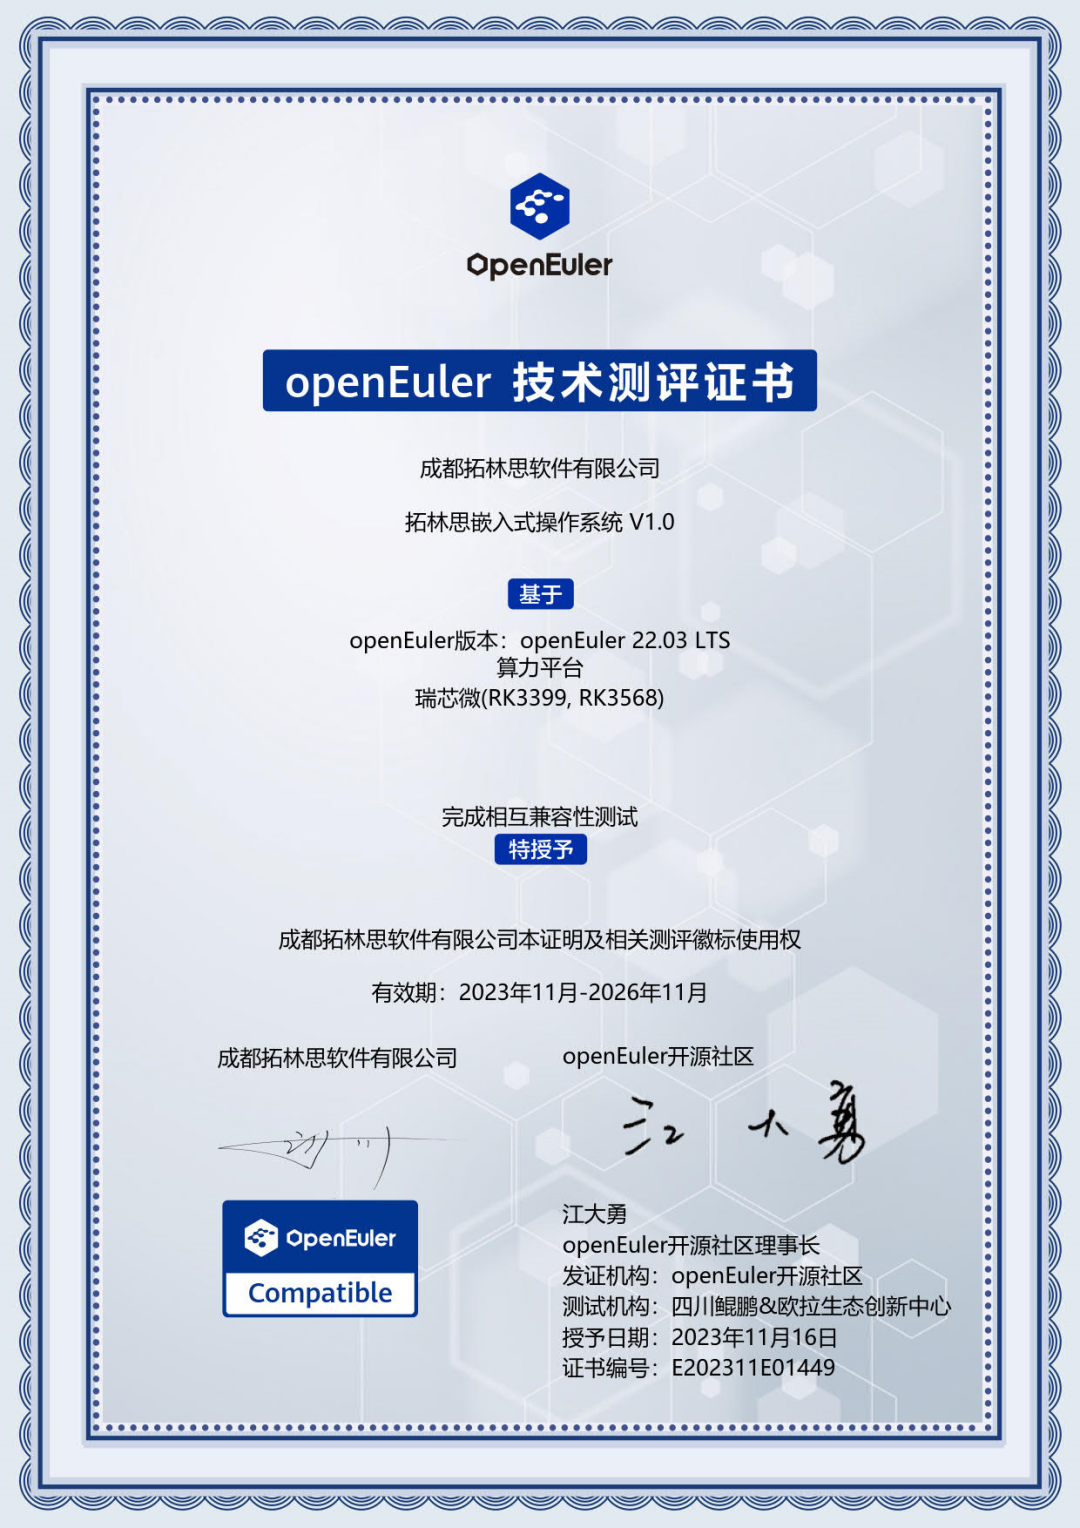 OpenEuler
openEuler 技术测评证书
成都拓林思软件有限公司
拓林思嵌入式操作系统 V1.0
基于
openEuler版本：openEuler 22.03 LTS
算力平台
瑞芯微(RK3399, RK3568)
完成相互兼容性测试
特授予
成都拓林思软件有限公司本证明及相关测评徽标使用权
有效期：2023年11月-2026年11月
成都拓林思软件有限公司
openEuler开源社区
江大勇
OpenEuler
Compatible
江大勇
openEuler开源社区理事长
发证机构：openEuler开源社区
测试机构：四川鲲鹏&欧拉生态创新中心
授予日期：2023年11月16日
证书编号：E202311E01449